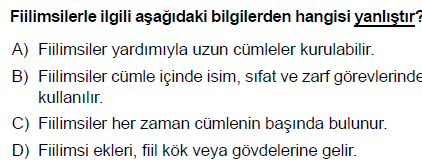 Fiilimsilerle ilgili aşağıdaki bilgilerden hangisi yanlıştır?
A) Fiilimsiler yardımıyla uzun cümleler kurulabilir.
B) Fiilimsiler cümle içinde isim, sıfat ve zarf görevlerinde
kullanılır.
C) Fiilimsiler her zaman cümlenin başında bulunur.
D) Fiilimsi ekleri, fiil kök veya gövdelerine gelir.